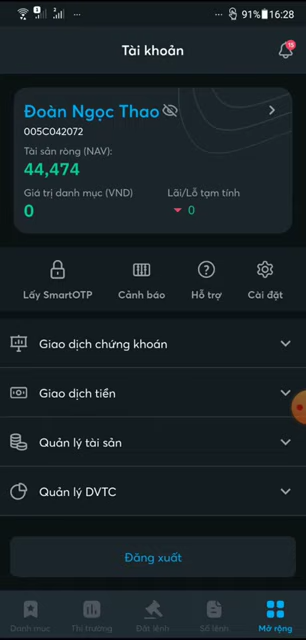 91% 16:28
Tài khoản
15
Đoàn Ngọc Thao
005C042072
Tài sản ròng (NAV):
44,474
Giá trị danh mục (VND)
Lãi/Lỗ tạm tính
0
0
Lấy SmartOTP
Cảnh báo
Hỗ trợ
Cài đặt
Giao dịch chứng khoán
Giao dịch tiền
Quản lý tài sản
Quản lý DVTC
Đăng xuất
Danh mục
Thị trường
Đặt lệnh
Sổ lệnh
Mở rộng